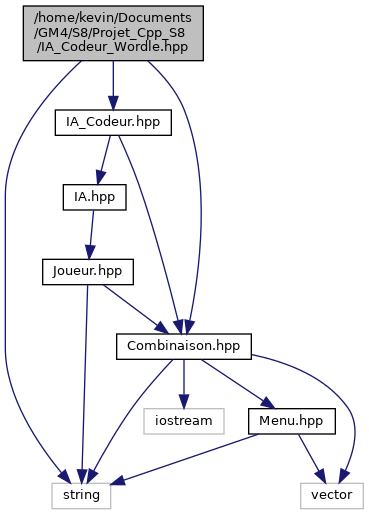 /home/kevin/Documents
/GM4/S8/Projet_Cpp_S8
/IA_Codeur_Wordle.hpp
IA_Codeur.hpp
IA.hpp
Joueur.hpp
Combinaison.hpp
iostream
Menu.hpp
string
vector